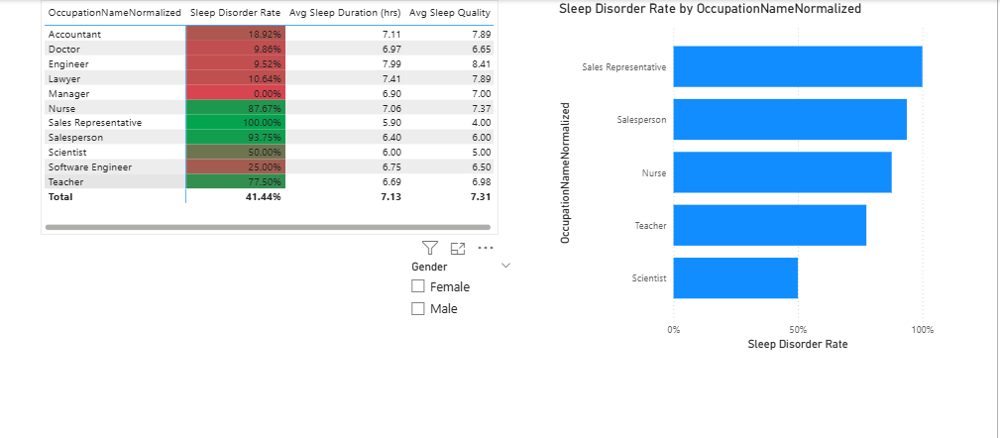 OccupationNameNormalized Sleep Disorder Rate Avg Sleep Duration (hrs) Avg Sleep Quality
Accountant 18.92% 7.11 7.89
Doctor 9.86% 6.97 6.65
Engineer 9.52% 7.99 8.41
Lawyer 10.64% 7.41 7.89
Manager 0.00% 6.90 7.00
Nurse 87.67% 7.06 7.37
Sales Representative 100.00% 5.90 4.00
Salesperson 93.75% 6.40 6.00
Scientist 50.00% 6.00 5.00
Software Engineer 25.00% 6.75 6.50
Teacher 77.50% 6.69 6.98
Total 41.44% 7.13 7.31
Gender
Female
Male
Sleep Disorder Rate by OccupationNameNormalized
OccupationNameNormalized
Sales Representative
Salesperson
Nurse
Teacher
Scientist
0% 50% 100%
Sleep Disorder Rate